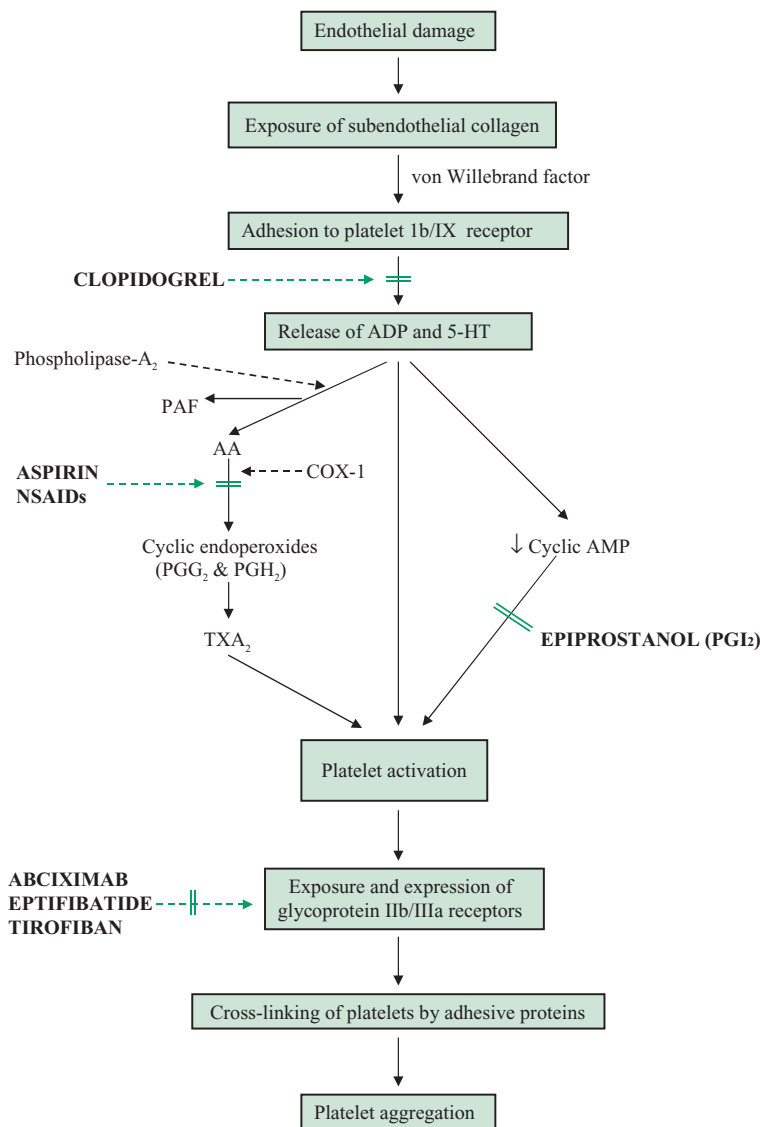 Endothelial damage
Exposure of subendothelial collagen
von Willebrand factor
Adhesion to platelet 1b/IX receptor
CLOPIDOGREL
Release of ADP and 5-HT
Phospholipase-A₂
PAF
AA
COX-1
ASPIRIN
NSAIDs
Cyclic endoperoxides
(PGG₂ & PGH₂)
↓ Cyclic AMP
TXA₂
EPIPROSTANOL (PGI₂)
Platelet activation
ABCIXIMAB
EPTIFIBATIDE
TIROFIBAN
Exposure and expression of
glycoprotein IIb/IIIa receptors
Cross-linking of platelets by adhesive proteins
Platelet aggregation